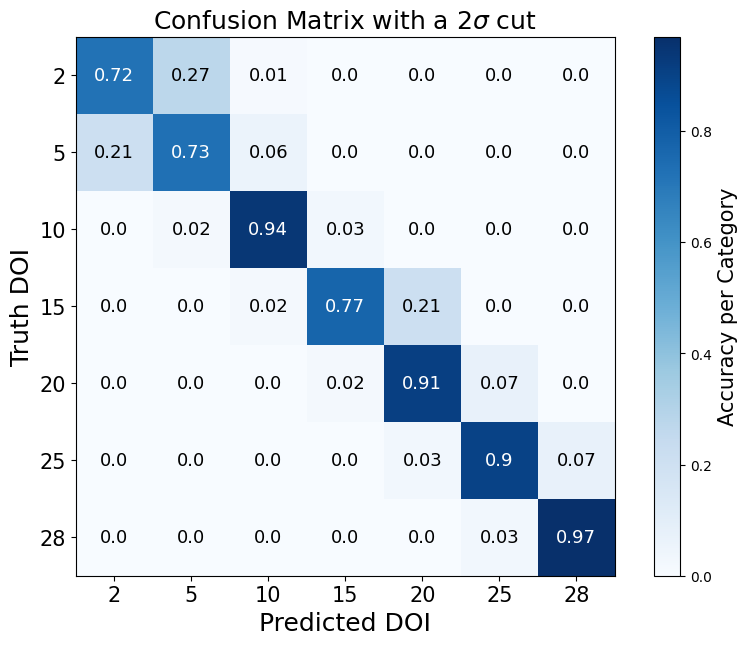 Confusion Matrix with a 2σ cut
2 0.72 0.27 0.01 0.0 0.0 0.0 0.0
5 0.21 0.73 0.06 0.0 0.0 0.0 0.0
10 0.0 0.02 0.94 0.03 0.0 0.0 0.0
15 0.0 0.0 0.02 0.77 0.21 0.0 0.0
20 0.0 0.0 0.0 0.02 0.91 0.07 0.0
25 0.0 0.0 0.0 0.0 0.03 0.9 0.07
28 0.0 0.0 0.0 0.0 0.0 0.03 0.97
2 5 10 15 20 25 28
Predicted DOI
Truth DOI
0.8
0.6
0.4
0.2
0.0
Accuracy per Category